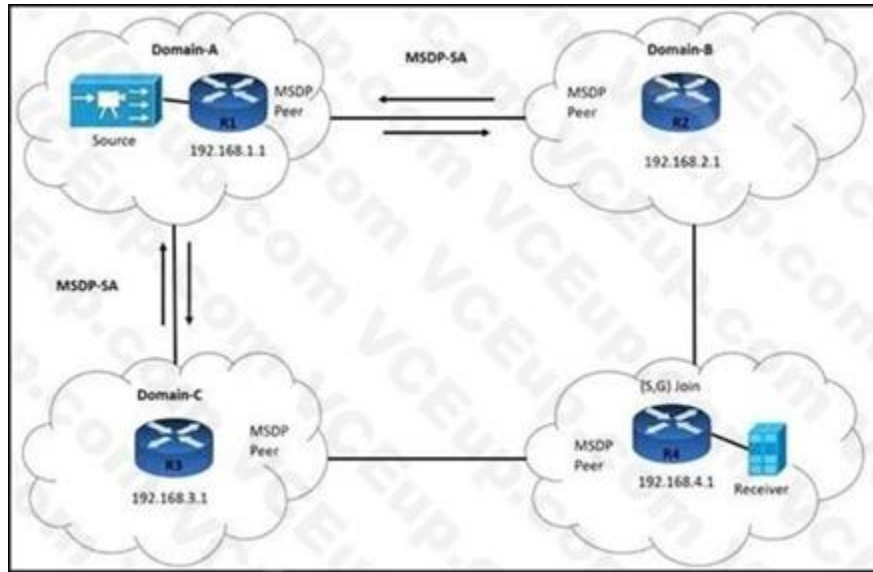 Domain-A
MSDP-SA
Domain-B
MSDP
Peer
R1
Source
192.168.1.1
MSDP
Peer
R2
192.168.2.1
MSDP-SA
Domain-C
MSDP
Peer
R3
192.168.3.1
(S,G) Join
MSDP
Peer
R4
192.168.4.1
Receiver
VCEup.com